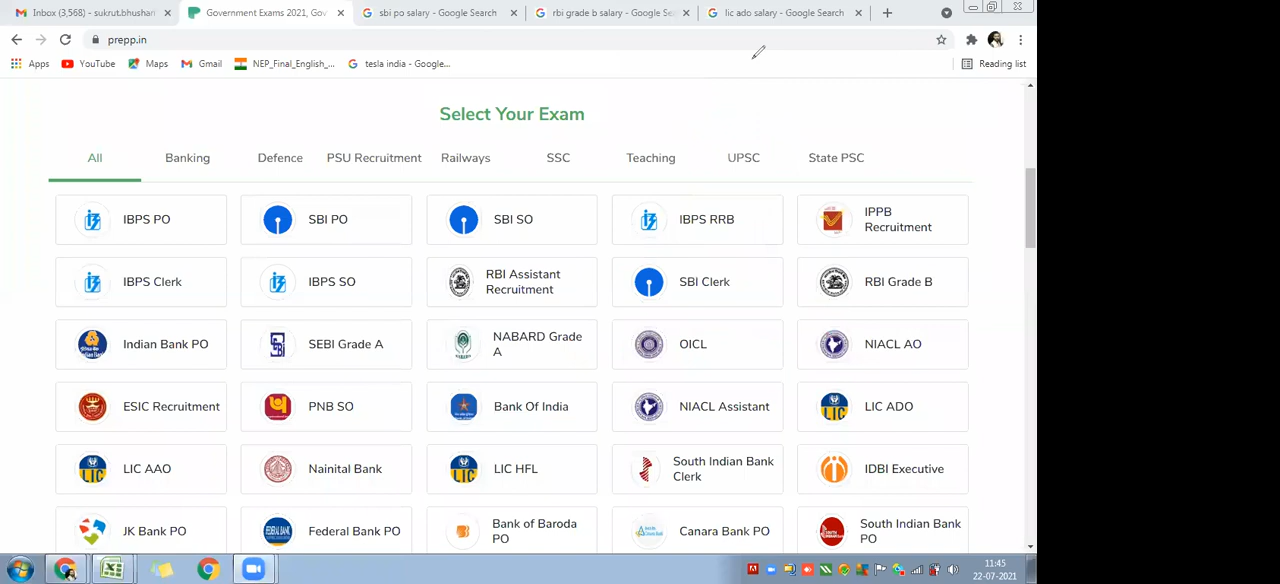 Inbox (3,568) - sukrut.bhushar
Government Exams 2021, Gov
sbi po salary - Google Search
rbi grade b salary - Google Se
lic ado salary - Google Search
prepp.in
Apps
YouTube
Maps
Gmail
NEP_Final_English_...
tesla india - Google...
Reading list
Select Your Exam
All
Banking
Defence
PSU Recruitment
Railways
SSC
Teaching
UPSC
State PSC
IBPS PO
SBI PO
SBI SO
IBPS RRB
IPPB
Recruitment
IBPS Clerk
IBPS SO
RBI Assistant
Recruitment
SBI Clerk
RBI Grade B
Indian Bank PO
SEBI Grade A
NABARD Grade
A
OICL
NIACL AO
ESIC Recruitment
PNB SO
Bank Of India
NIACL Assistant
LIC ADO
LIC AAO
Nainital Bank
LIC HFL
South Indian Bank
Clerk
IDBI Executive
JK Bank PO
Federal Bank PO
Bank of Baroda
PO
Canara Bank PO
South Indian Bank
PO
11:45
22-07-2021